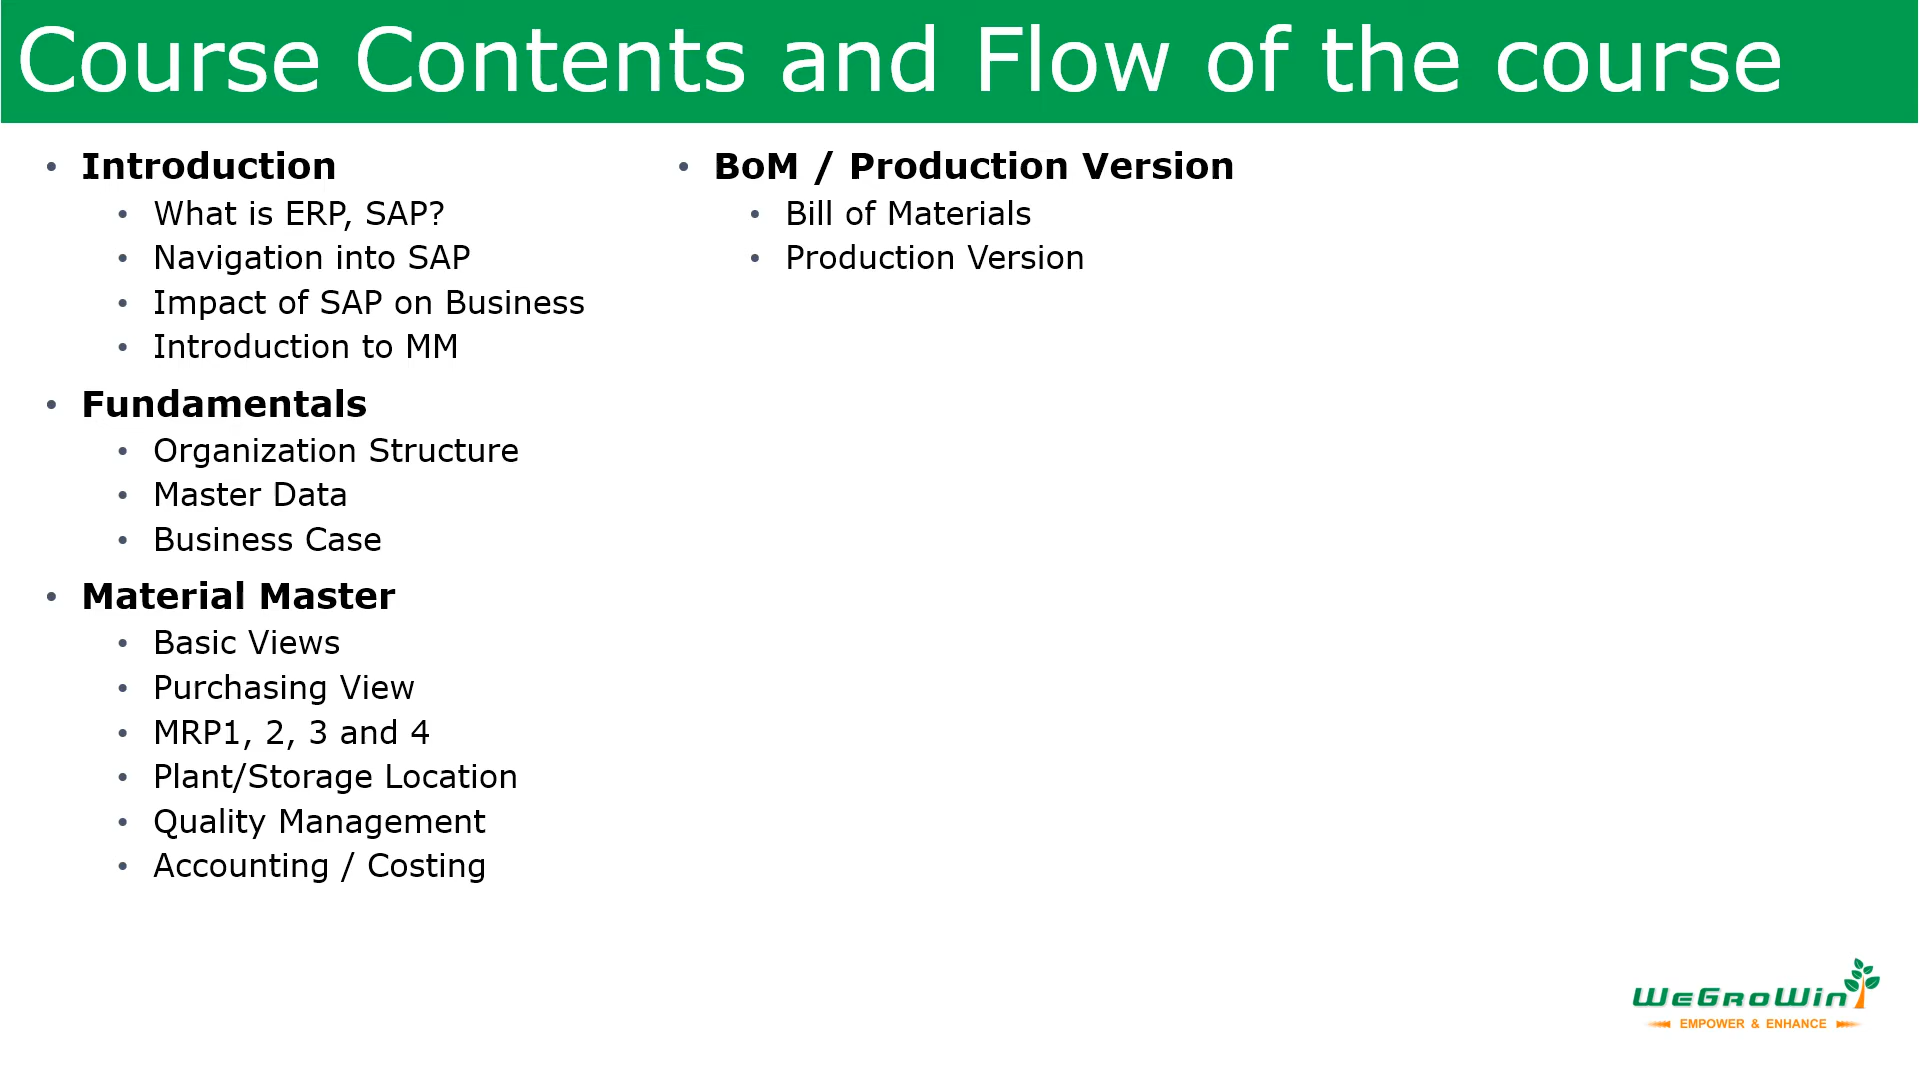 Course Contents and Flow of the course
• Introduction
• What is ERP, SAP?
• Navigation into SAP
• Impact of SAP on Business
• Introduction to MM
• Fundamentals
• Organization Structure
• Master Data
• Business Case
• Material Master
• Basic Views
• Purchasing View
• MRP1, 2, 3 and 4
• Plant/Storage Location
• Quality Management
• Accounting / Costing
• BoM / Production Version
• Bill of Materials
• Production Version
WeGroWin
EMPOWER & ENHANCE